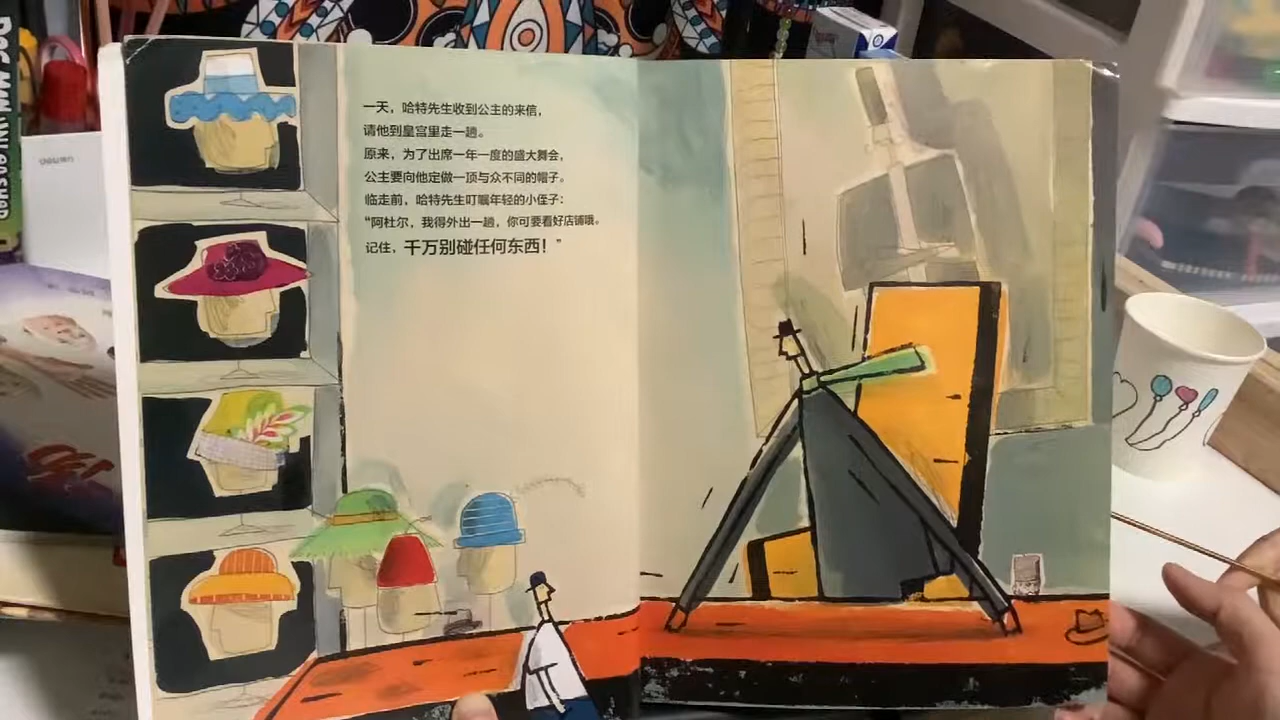 一天，哈特先生收到公主的来信，
请他到皇宫里走一趟。
原来，为了出席一年一度的盛大舞会，
公主要向他定做一顶与众不同的帽子。
临走前，哈特先生叮嘱年轻的小侄子：
“阿杜尔，我得外出一趟，你可要看好店铺哦。
记住，千万别碰任何东西！”